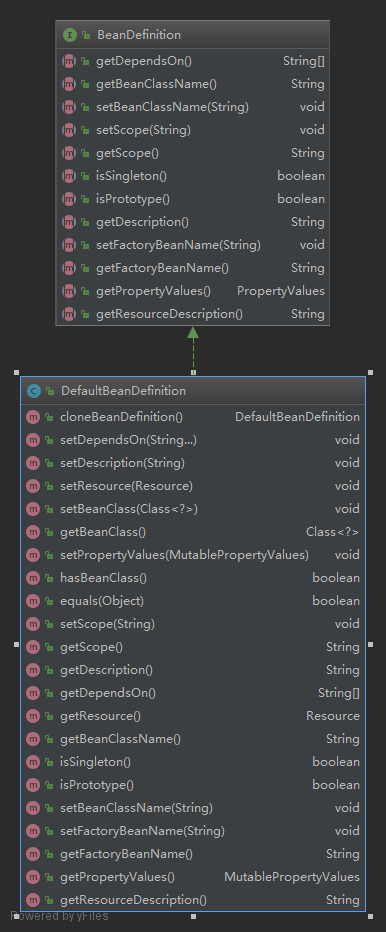 BeanDefinition
getDependsOn() String[]
getBeanClassName() String
setBeanClassName(String) void
setScope(String) void
getScope() String
isSingleton() boolean
isPrototype() boolean
getDescription() String
setFactoryBeanName(String) void
getFactoryBeanName() String
getPropertyValues() PropertyValues
getResourceDescription() String
DefaultBeanDefinition
cloneBeanDefinition() DefaultBeanDefinition
setDependsOn(String...) void
setDescription(String) void
setResource(Resource) void
setBeanClass(Class<?>) void
getBeanClass() Class<?>
setPropertyValues(MutablePropertyValues) void
hasBeanClass() boolean
equals(Object) boolean
setScope(String) void
getScope() String
getDescription() String
getDependsOn() String[]
getResource() Resource
getBeanClassName() String
isSingleton() boolean
isPrototype() boolean
setBeanClassName(String) void
setFactoryBeanName(String) void
getFactoryBeanName() String
getPropertyValues() MutablePropertyValues
getResourceDescription() String
Powered by yFiles